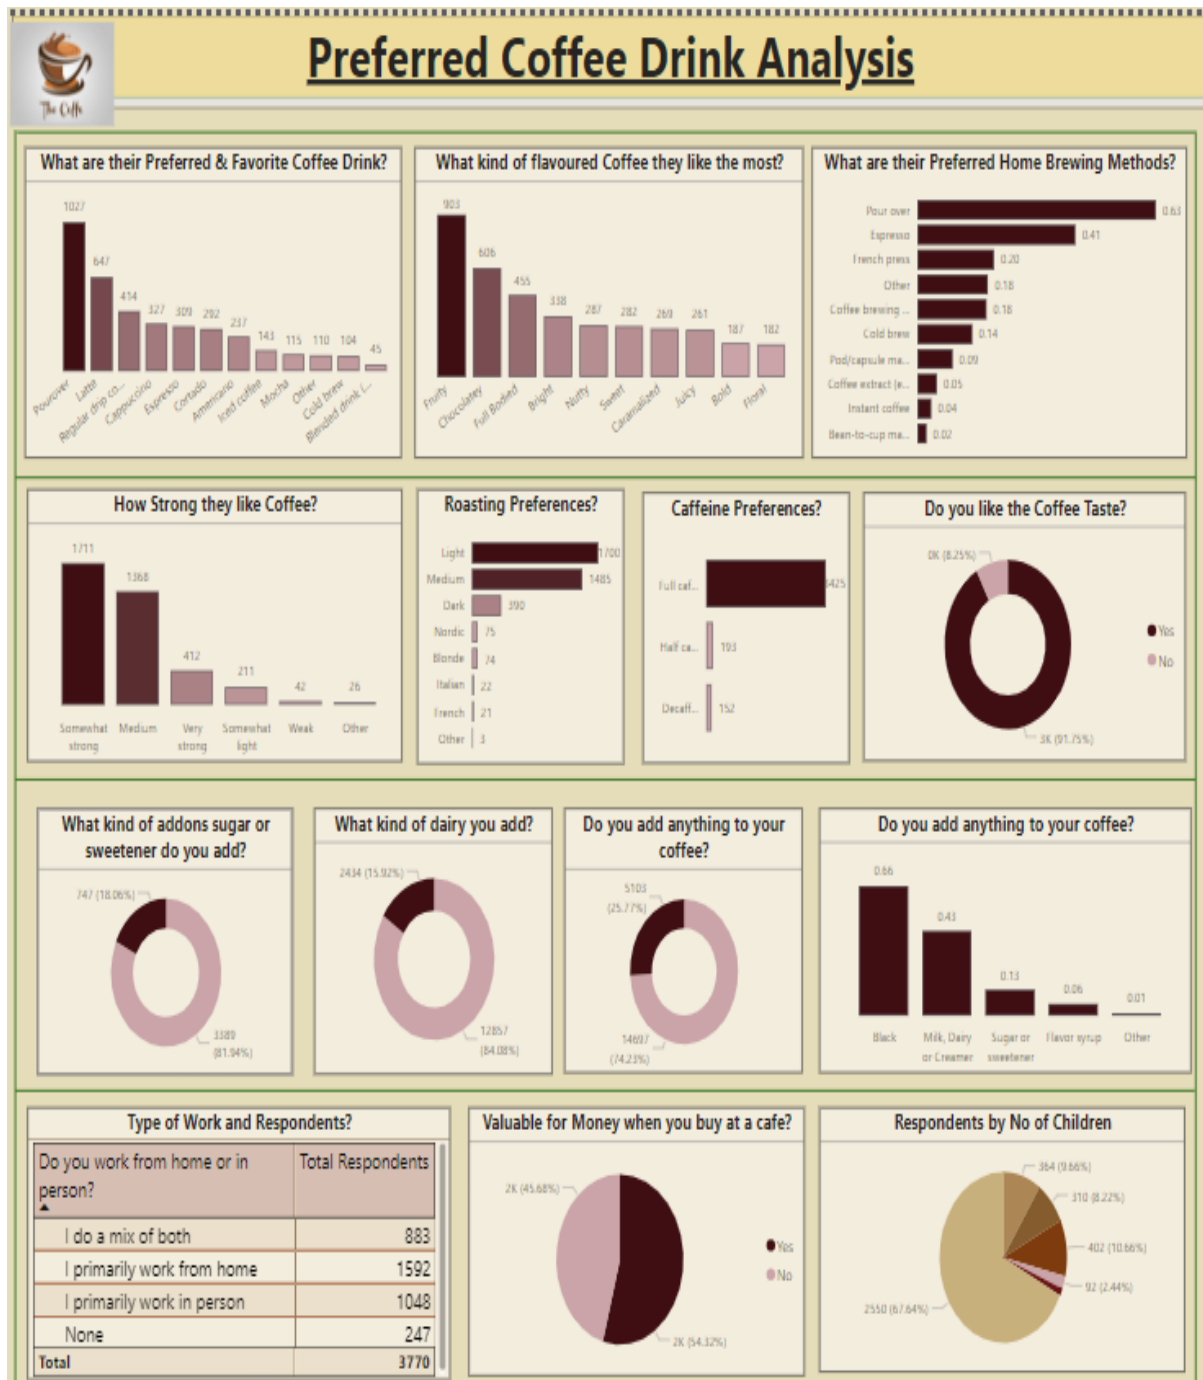 Preferred Coffee Drink Analysis
The Coffe
What are their Preferred & Favorite Coffee Drink?
1027
647
414
327
309
292
237
143
115
110
104
45
Pourover
Latte
Regular drip co...
Cappuccino
Espresso
Cortado
Americano
Iced coffee
Mocha
Other
Cold brew
Blended drink (...
What kind of flavoured Coffee they like the most?
903
606
455
338
287
282
269
261
187
182
Fruity
Chocolatey
Full Bodied
Bright
Nutty
Sweet
Caramalized
Juicy
Bold
Floral
What are their Preferred Home Brewing Methods?
Pour over 0.63
Espresso 0.41
French press 0.20
Other 0.18
Coffee brewing ... 0.18
Cold brew 0.14
Pod/capsule ma... 0.09
Coffee extract (e... 0.05
Instant coffee 0.04
Bean-to-cup ma... 0.02
How Strong they like Coffee?
1711
1368
412
211
42
26
Somewhat
strong
Medium
Very
strong
Somewhat
light
Weak
Other
Roasting Preferences?
Light 1700
Medium 1485
Dark 390
Nordic 75
Blonde 74
Italian 22
French 21
Other 3
Caffeine Preferences?
Full caf... 3425
Half ca... 193
Decaff... 152
Do you like the Coffee Taste?
0K (8.25%)
3K (91.75%)
Yes
No
What kind of addons sugar or
sweetener do you add?
747 (18.06%)
3389
(81.94%)
What kind of dairy you add?
2434 (15.92%)
12857
(84.08%)
Do you add anything to your
coffee?
5103
(25.77%)
14697
(74.23%)
Do you add anything to your coffee?
0.66
0.43
0.13
0.06
0.01
Black
Milk, Dairy
or Creamer
Sugar or
sweetener
Flavor syrup
Other
Type of Work and Respondents?
Do you work from home or in
person?
Total Respondents
I do a mix of both 883
I primarily work from home 1592
I primarily work in person 1048
None 247
Total 3770
Valuable for Money when you buy at a cafe?
2K (45.68%)
2K (54.32%)
Yes
No
Respondents by No of Children
364 (9.66%)
310 (8.22%)
402 (10.66%)
92 (2.44%)
2550 (67.64%)